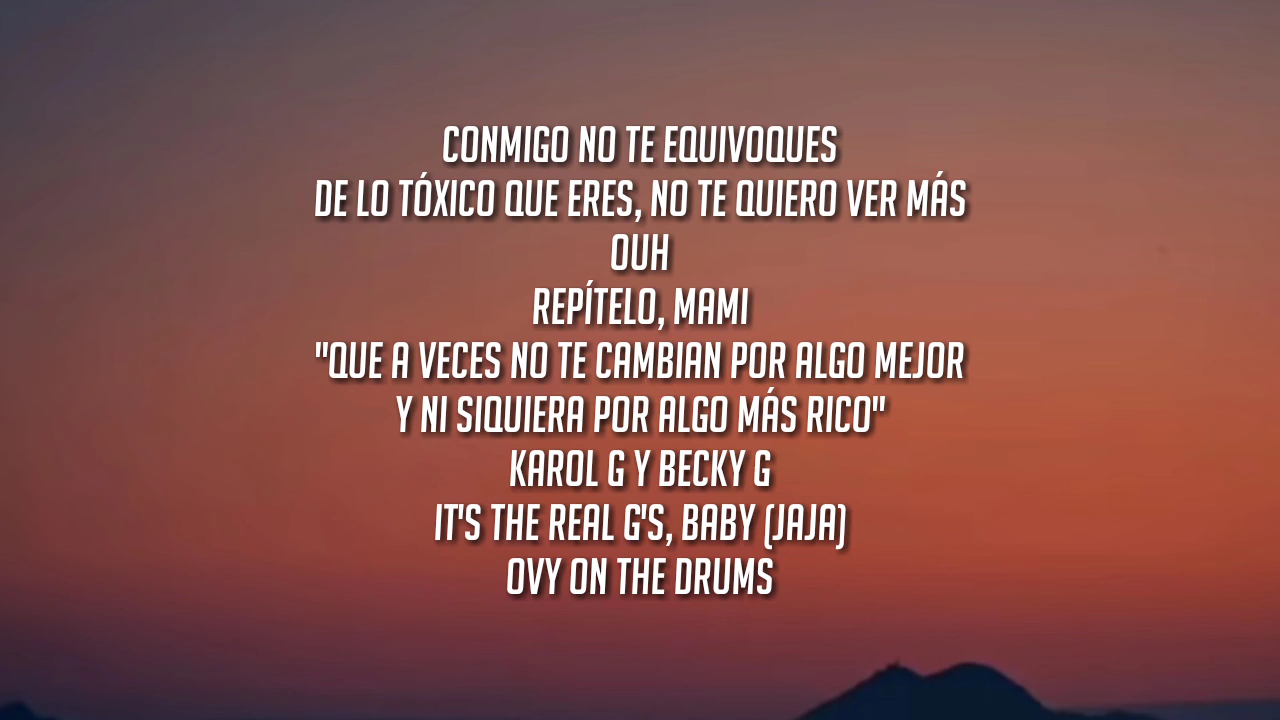 CONMIGO NO TE EQUIVOQUES
DE LO TÓXICO QUE ERES, NO TE QUIERO VER MÁS
OUH
REPÍTELO, MAMI
"QUE A VECES NO TE CAMBIAN POR ALGO MEJOR
Y NI SIQUIERA POR ALGO MÁS RICO"
KAROL G Y BECKY G
IT'S THE REAL G'S, BABY (JAJA)
OVY ON THE DRUMS